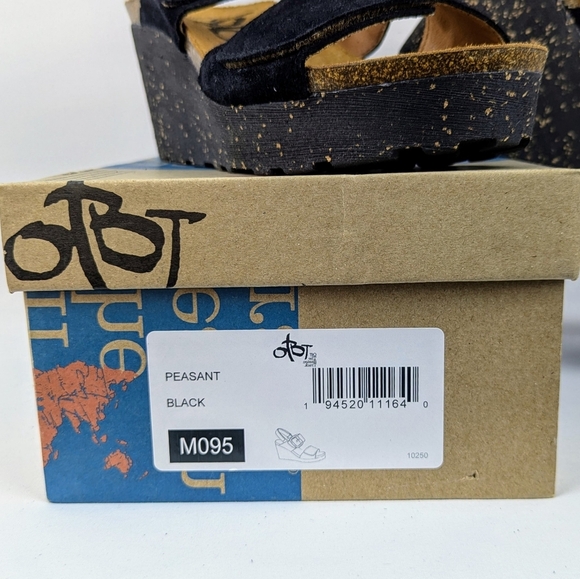 OTBT
OTBT
PEASANT
BLACK
M095
1 94520 11164 0
10250